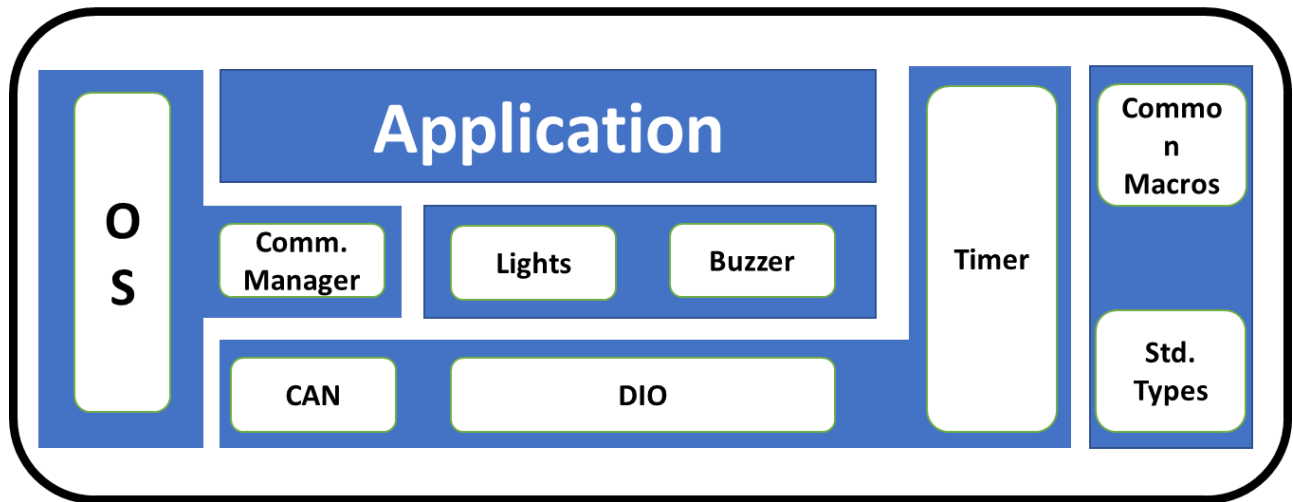 O
S
Application
Comm.
Manager
Lights
Buzzer
CAN
DIO
Timer
Commo
n
Macros
Std.
Types